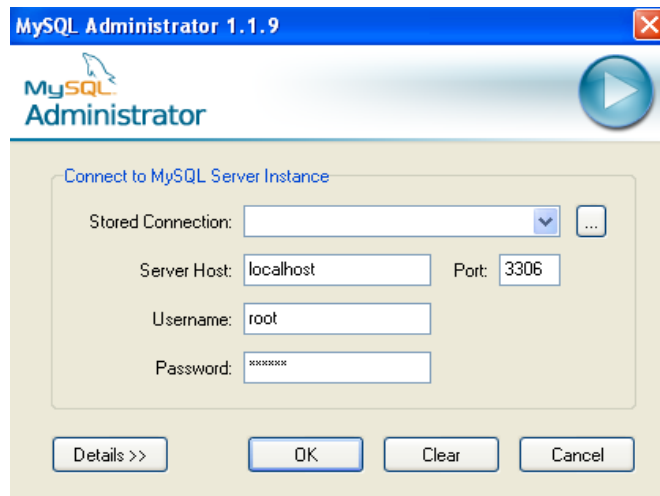 MySQL Administrator 1.1.9
MySQL
Administrator
Connect to MySQL Server Instance
Stored Connection: ...
Server Host: localhost Port: 3306
Username: root
Password: ******
Details >> OK Clear Cancel